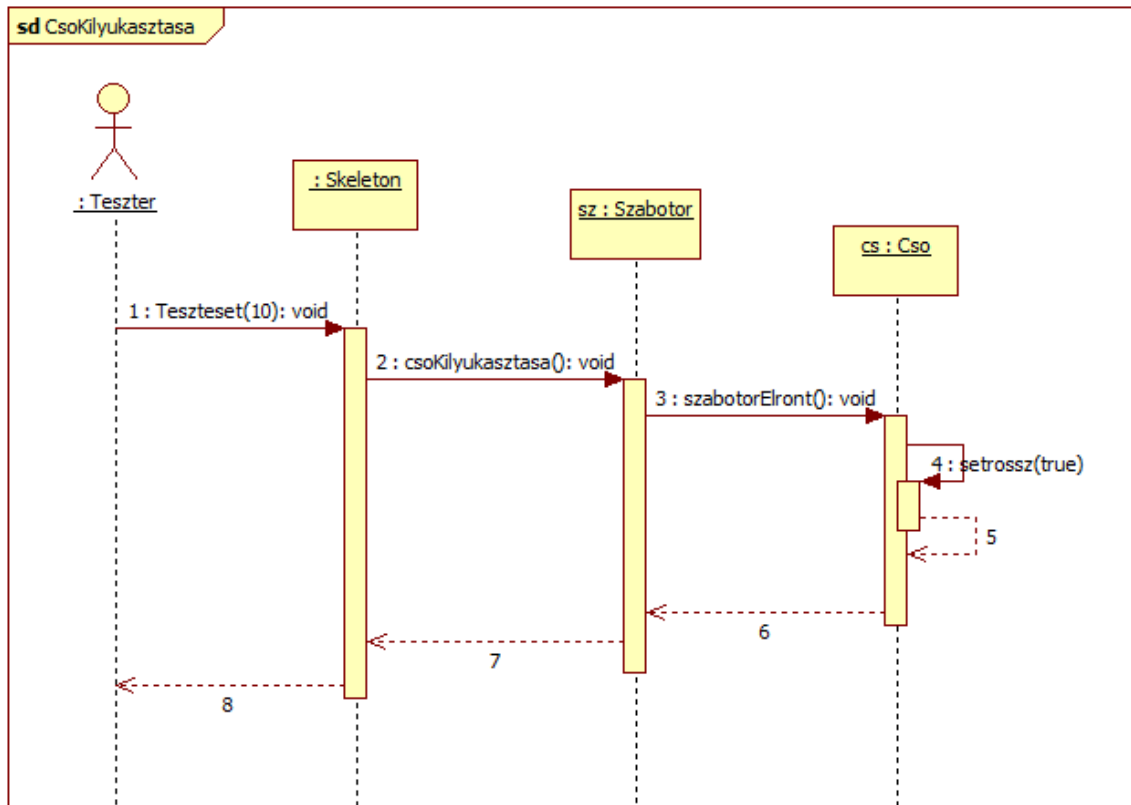 sd CsoKilyukasztasa
: Teszter
: Skeleton
sz : Szabotor
cs : Cso
1 : Teszteset(10): void
2 : csoKilyukasztasa(): void
3 : szabotorElront(): void
4 : setrossz(true)
5
6
7
8